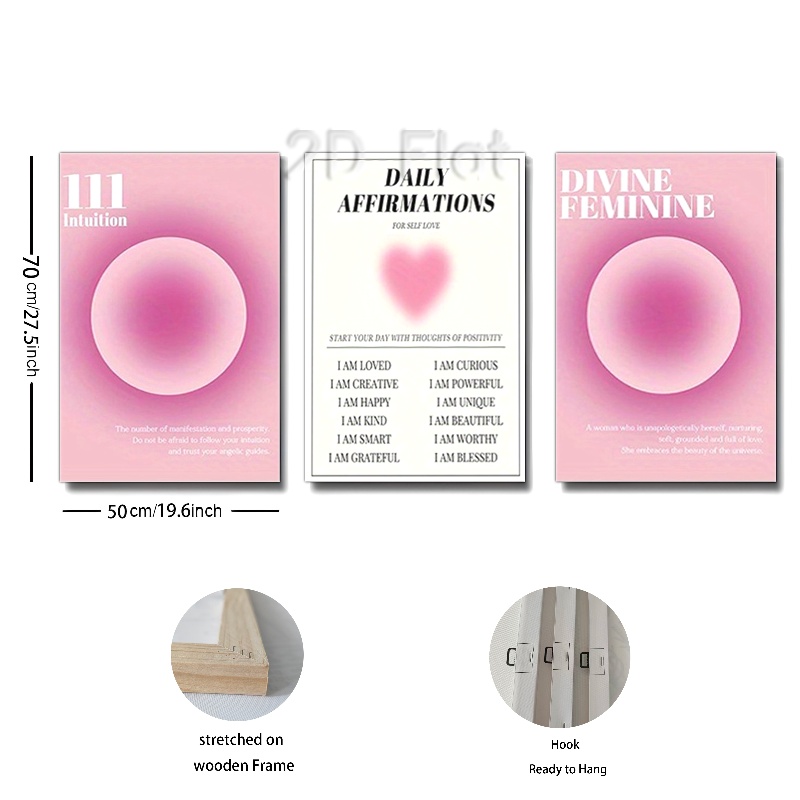 2D Flat
111
Intuition
The number of manifestation and prosperity.
Do not be afraid to follow your intuition
and trust your angelic guides.
DAILY
AFFIRMATIONS
FOR SELF LOVE
START YOUR DAY WITH THOUGHTS OF POSITIVITY
I AM LOVED
I AM CREATIVE
I AM HAPPY
I AM KIND
I AM SMART
I AM GRATEFUL
I AM CURIOUS
I AM POWERFUL
I AM UNIQUE
I AM BEAUTIFUL
I AM WORTHY
I AM BLESSED
DIVINE
FEMININE
A woman who is unapologetically herself, nurturing,
soft, grounded and full of love.
She embraces the beauty of the universe.
70 cm/27.5inch
50cm/19.6inch
stretched on
wooden Frame
Hook
Ready to Hang